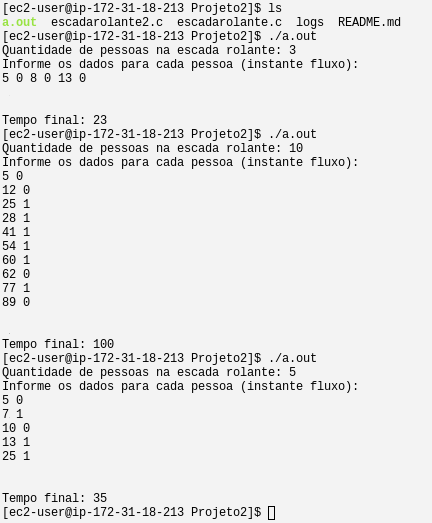 [ec2-user@ip-172-31-18-213 Projeto2]$ ls
a.out  escadarolante2.c  escadarolante.c  logs  README.md
[ec2-user@ip-172-31-18-213 Projeto2]$ ./a.out
Quantidade de pessoas na escada rolante: 3
Informe os dados para cada pessoa (instante fluxo):
5 0 8 0 13 0
Tempo final: 23
[ec2-user@ip-172-31-18-213 Projeto2]$ ./a.out
Quantidade de pessoas na escada rolante: 10
Informe os dados para cada pessoa (instante fluxo):
5 0
12 0
25 1
28 1
41 1
54 1
60 1
62 0
77 1
89 0
Tempo final: 100
[ec2-user@ip-172-31-18-213 Projeto2]$ ./a.out
Quantidade de pessoas na escada rolante: 5
Informe os dados para cada pessoa (instante fluxo):
5 0
7 1
10 0
13 1
25 1
Tempo final: 35
[ec2-user@ip-172-31-18-213 Projeto2]$